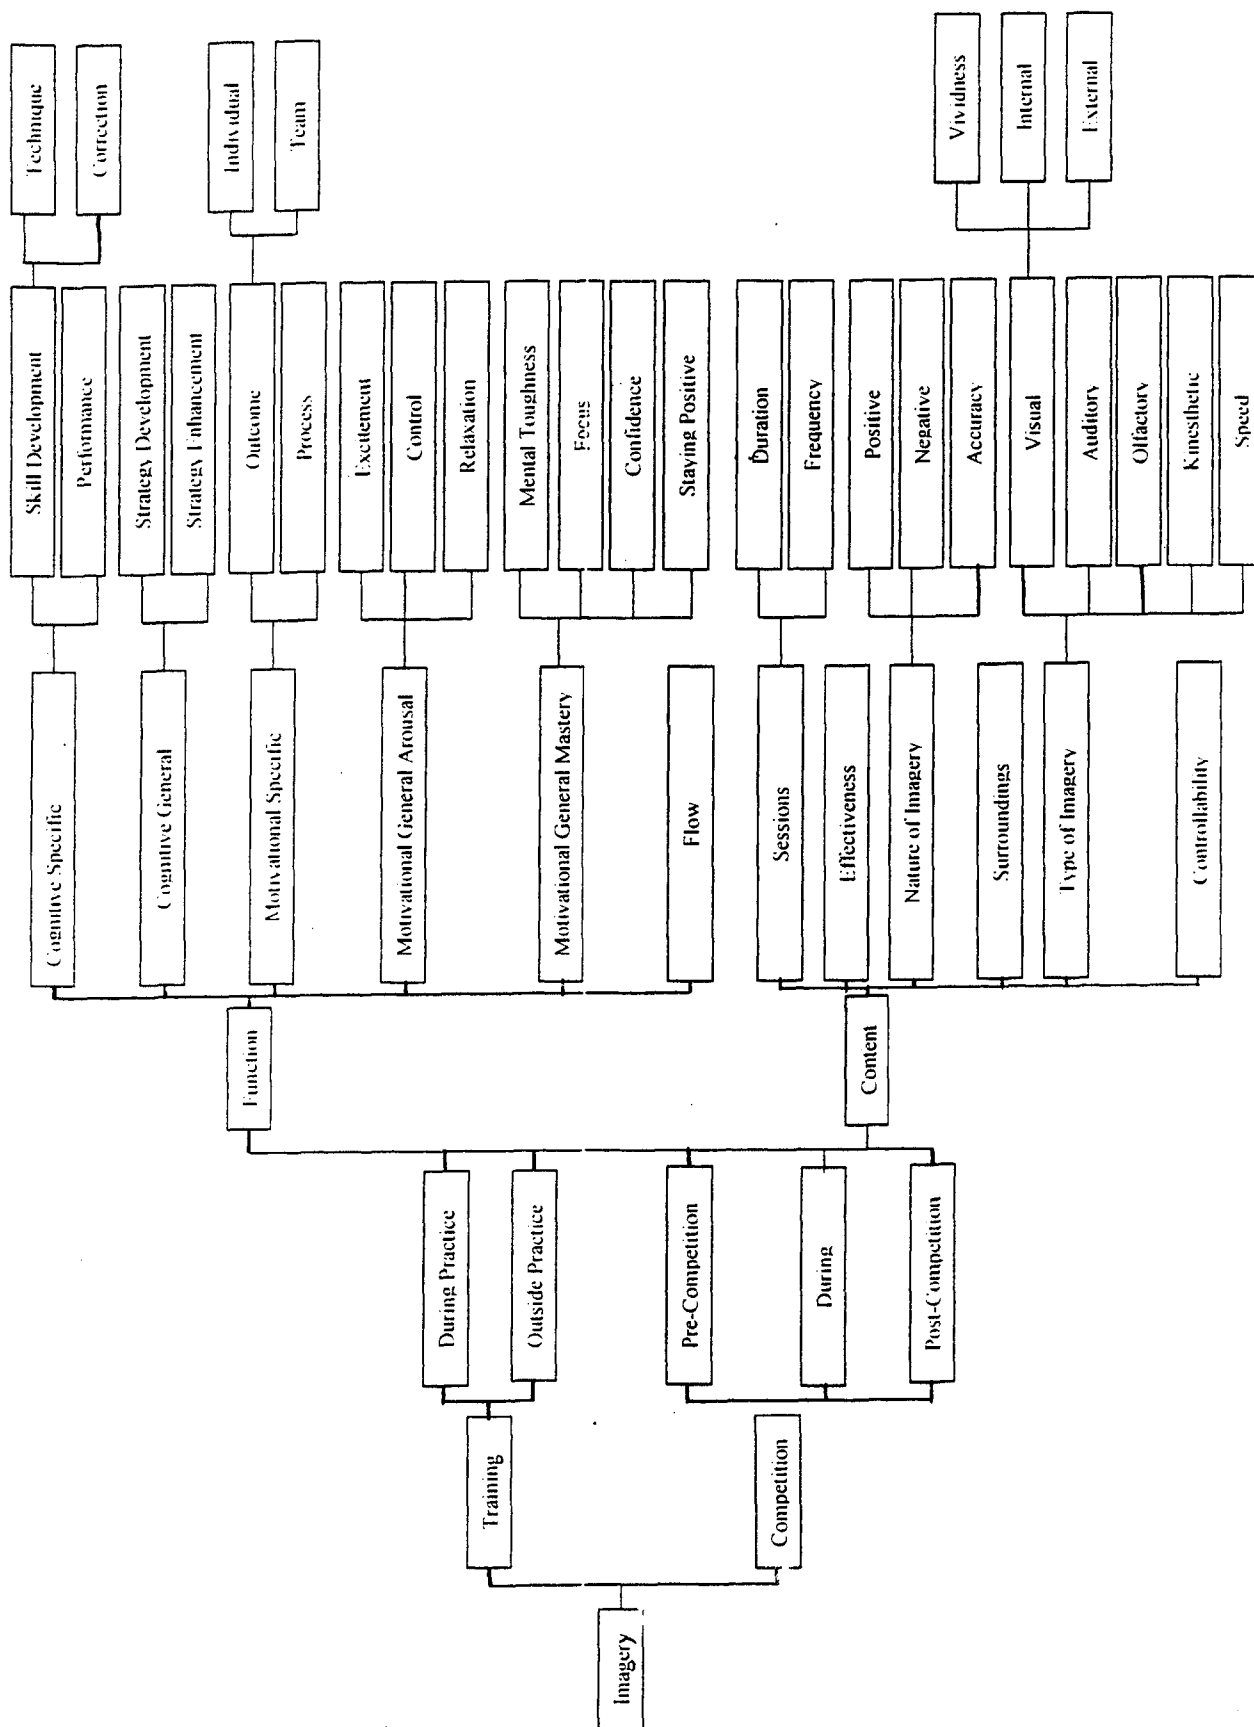 Imagery
Training
Competition
During Practice
Outside Practice
Pre-Competition
During
Post-Competition
Function
Content
Cognitive Specific
Cognitive General
Motivational Specific
Motivational General Arousal
Motivational General Mastery
Flow
Sessions
Effectiveness
Nature of Imagery
Surroundings
Type of Imagery
Controllability
Skill Development
Performance
Strategy Development
Strategy Enhancement
Outcome
Process
Excitement
Control
Relaxation
Mental Toughness
Focus
Confidence
Staying Positive
Duration
Frequency
Positive
Negative
Accuracy
Visual
Auditory
Olfactory
Kinesthetic
Speed
Technique
Correction
Individual
Team
Vividness
Internal
External